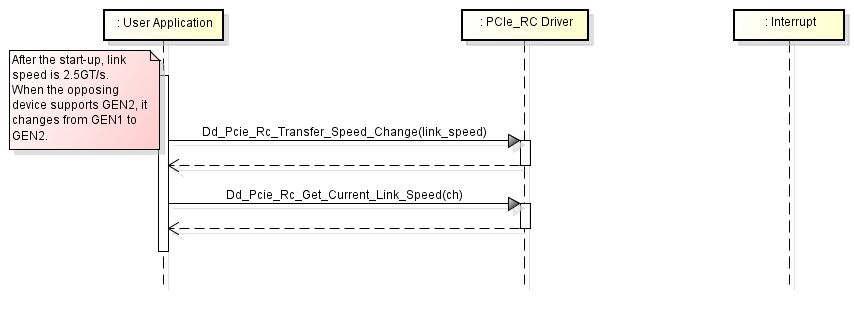 : User Application
: PCIe_RC Driver
: Interrupt
After the start-up, link
speed is 2.5GT/s.
When the opposing
device supports GEN2, it
changes from GEN1 to
GEN2.
Dd_Pcie_Rc_Transfer_Speed_Change(link_speed)
Dd_Pcie_Rc_Get_Current_Link_Speed(ch)